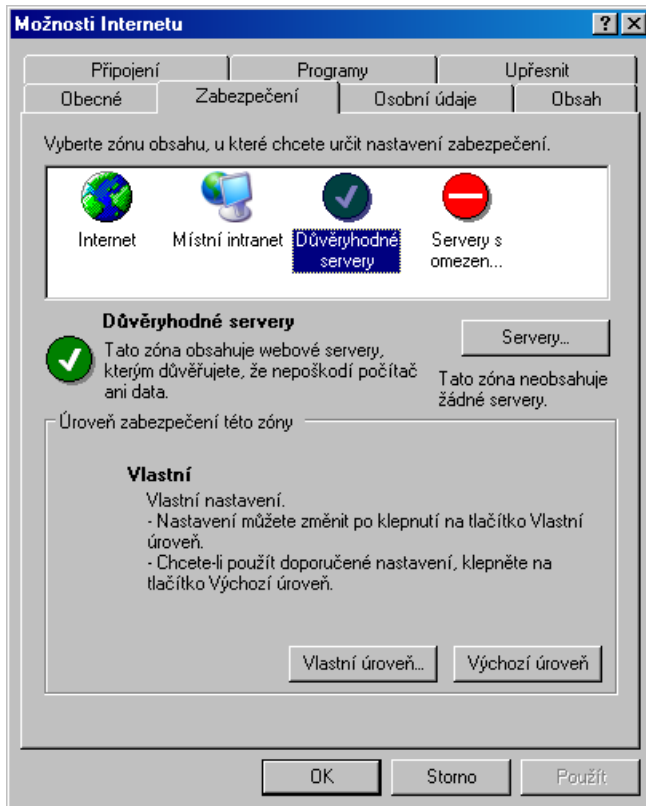 Možnosti Internetu
Připojení Programy Upřesnit
Obecné Zabezpečení Osobní údaje Obsah
Vyberte zónu obsahu, u které chcete určit nastavení zabezpečení.
Internet Místní intranet Důvěryhodné Servery s
servery omezen...
Důvěryhodné servery
Servery...
Tato zóna obsahuje webové servery,
kterým důvěřujete, že nepoškodí počítač
ani data.
Tato zóna neobsahuje
žádné servery.
Úroveň zabezpečení této zóny
Vlastní
Vlastní nastavení.
- Nastavení můžete změnit po klepnutí na tlačítko Vlastní
úroveň.
- Chcete-li použít doporučené nastavení, klepněte na
tlačítko Výchozí úroveň.
Vlastní úroveň... Výchozí úroveň
OK Storno Použít